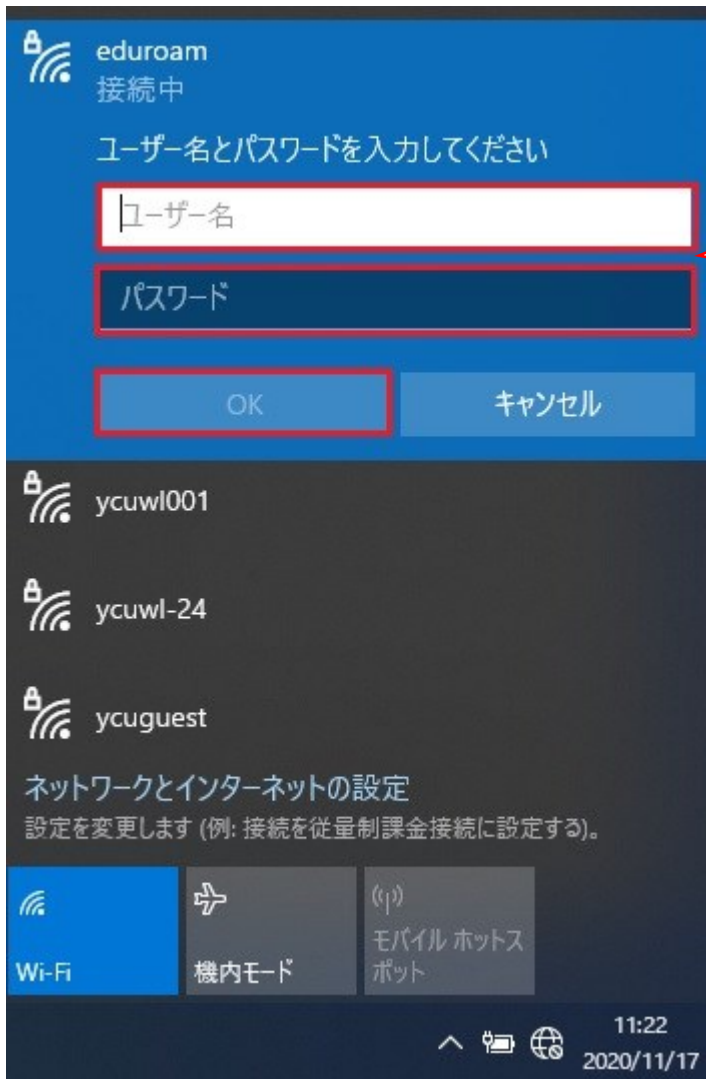 eduroam
接続中
ユーザー名とパスワードを入力してください
ユーザー名
パスワード
OK キャンセル
ycuwl001
ycuwl-24
ycuguest
ネットワークとインターネットの設定
設定を変更します (例: 接続を従量制課金接続に設定する)。
Wi-Fi
機内モード
モバイル ホットス
ポット
11:22
2020/11/17